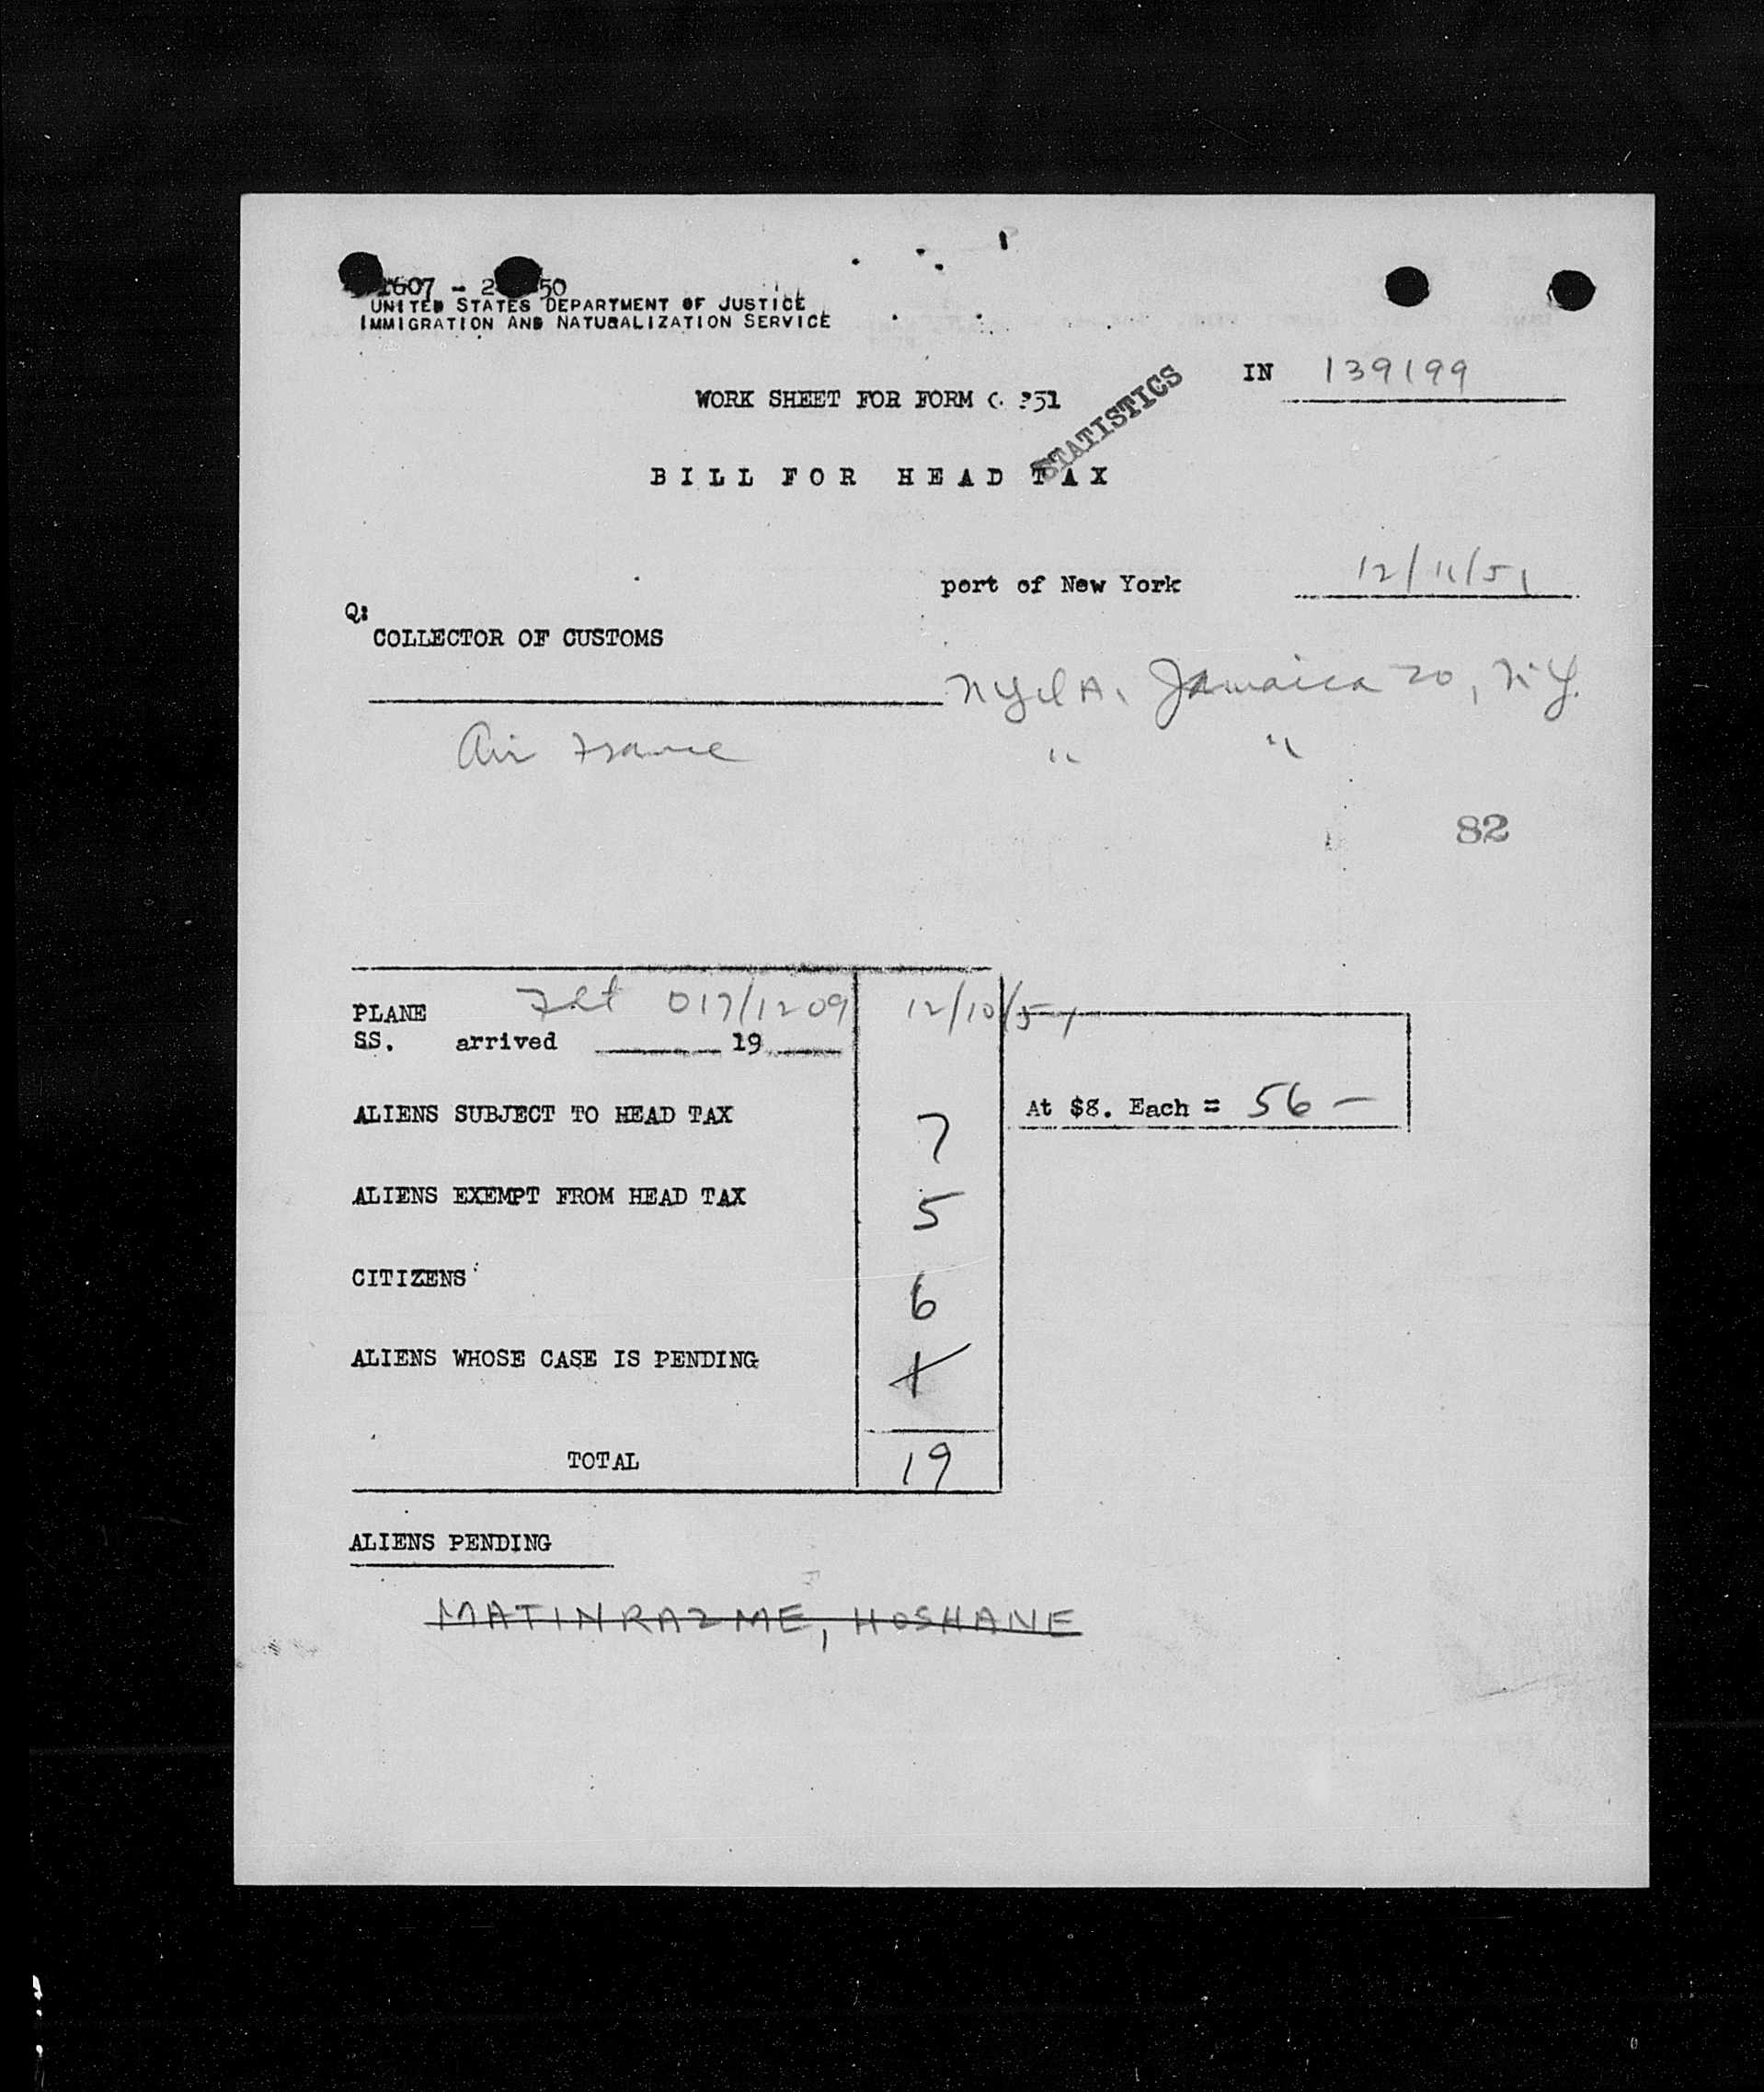 1607 - 2 50
UNITED STATES DEPARTMENT OF JUSTICE
IMMIGRATION AND NATURALIZATION SERVICE
IN 139199
WORK SHEET FOR FORM
STATISTICS
BILL FOR HEAD TAX
port of New York 12/11/51
Q:
COLLECTOR OF CUSTOMS
Jamaica 20, N.Y.
Air France " "
82
PLANE Flt 017/1209 12/10/51
SS. arrived 19
ALIENS SUBJECT TO HEAD TAX 7 At $8. Each = 56 —
ALIENS EXEMPT FROM HEAD TAX 5
CITIZENS 6
ALIENS WHOSE CASE IS PENDING 1
TOTAL 19
ALIENS PENDING
MATINRAZME, HOSHANE